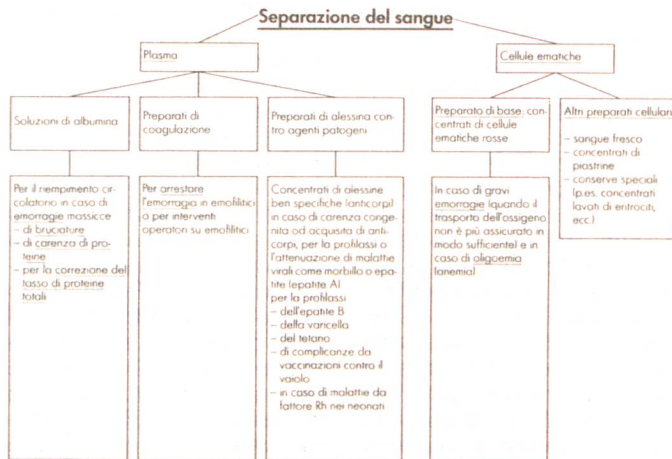 Separazione del sangue
Plasma
Cellule ematiche
Soluzioni di albumina
Preparati di
coagulazione
Preparati di alessina con-
tro agenti patogeni
Preparato di base: con-
centrati di cellule
ematiche rosse
Altri preparati cellulari
– sangue fresco
– concentrati di
piastrine
– conserve speciali
(p.es. concentrati
lavati di eritrociti,
ecc.)
Per il riempimento cir-
colatorio in caso di
emorragie massicce
– di bruciature
– di carenza di pro-
teine
– per la correzione del
tasso di proteine
totali
Per arrestare
l'emorragia in emofilitici
o per interventi
operatori su emofilitici
Concentrati di alessine
ben specifiche (anticorpi)
in caso di carenza conge-
nita od acquisita di anti-
corpi, per la profilassi o
l'attenuazione di malattie
virali come morbillo o epa-
tite (epatite A)
per la profilassi
– dell'epatite B
– della varicella
– del tetano
– di complicanze da
vaccinazioni contro il
vaiolo
– in caso di malattie da
fattore Rh nei neonati
In caso di gravi
emorragie (quando il
trasporto dell'ossigeno
non è più assicurato in
modo sufficiente) e in
caso di oligoemia
(anemia)